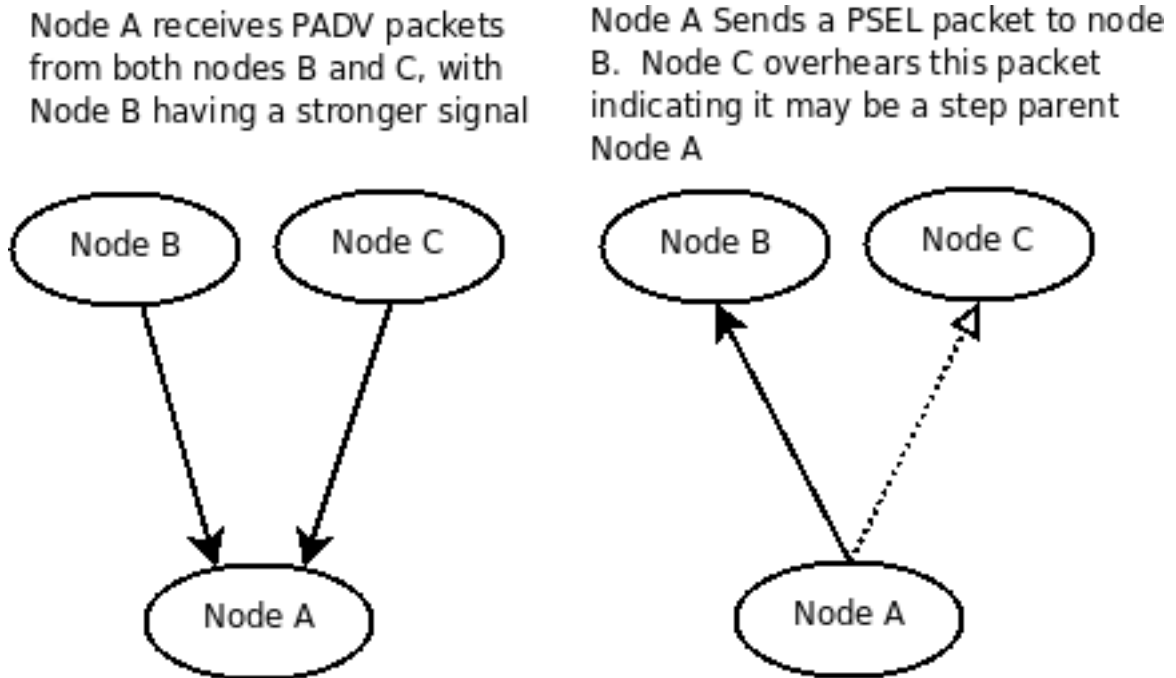 Node A receives PADV packets
from both nodes B and C, with
Node B having a stronger signal
Node B
Node C
Node A
Node A Sends a PSEL packet to node
B.  Node C overhears this packet
indicating it may be a step parent
Node A
Node B
Node C
Node A